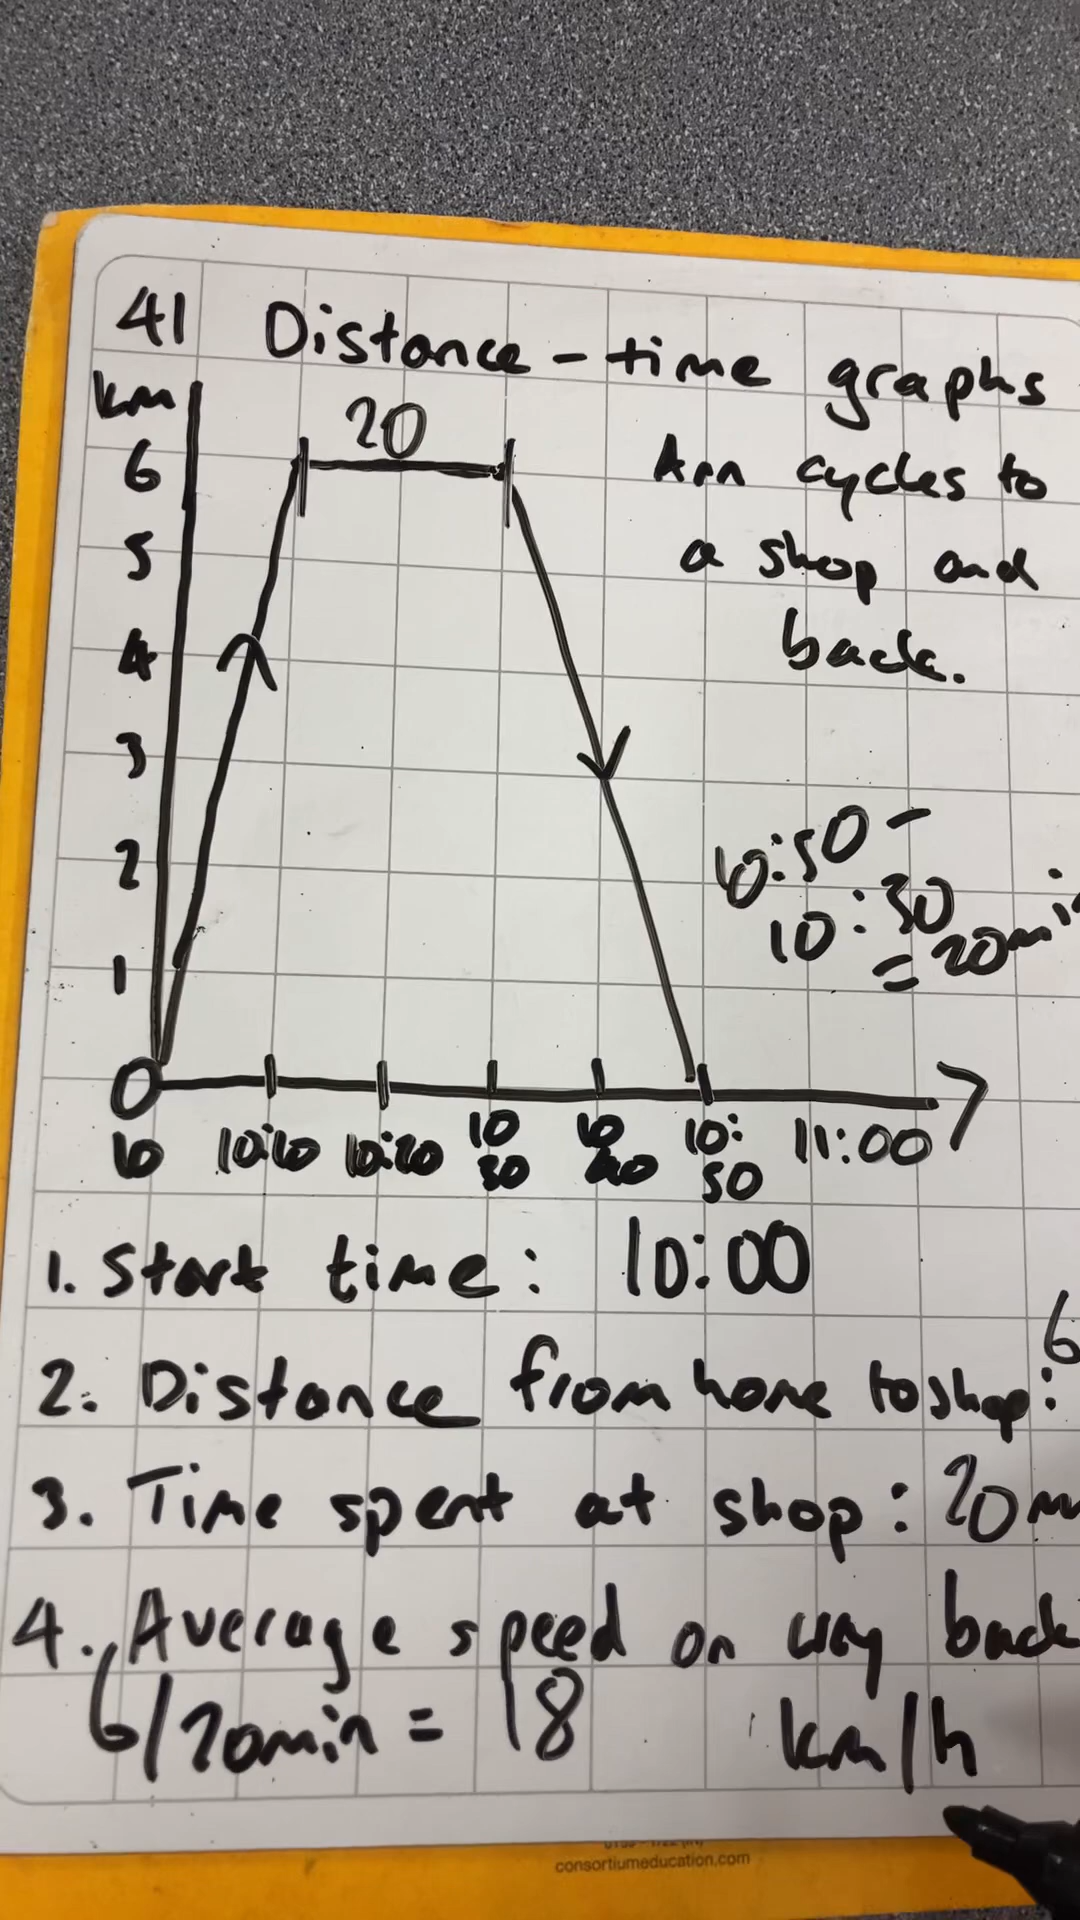 41 Distance - time graphs
km
20
6
5
4
3
2
1
0
Ann cycles to
a shop and
back.
10:50 -
10:30
= 20min
10 10:10 10:20 10 30 10 40 10: 50 11:00
1. Start time: 10:00
2. Distance from home to shop: 6
3. Time spent at shop: 20m
4. Average speed on way back
6/20min = 18 km/h
consortiumeducation.com